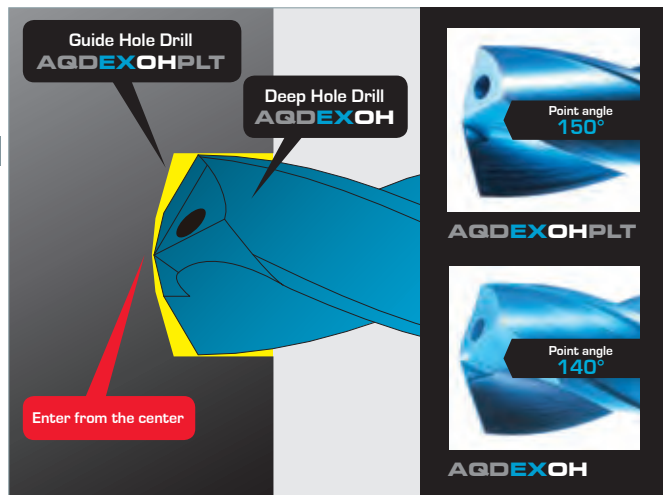 Guide Hole Drill
AQDEXOHPLT
Deep Hole Drill
AQDEXOH
Enter from the center
Point angle
150°
AQDEXOHPLT
Point angle
140°
AQDEXOH